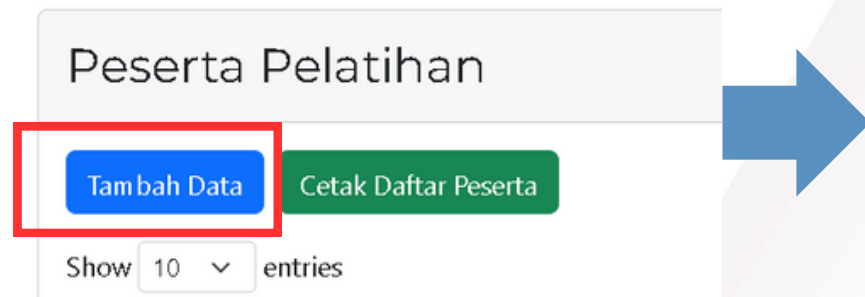 Peserta Pelatihan
Tambah Data Cetak Daftar Peserta
Show 10 entries